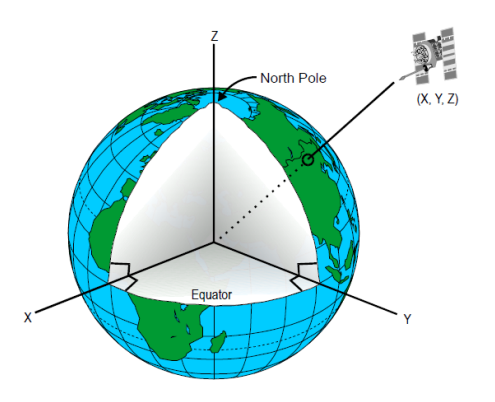 Z
North Pole
(X, Y, Z)
Equator
X
Y